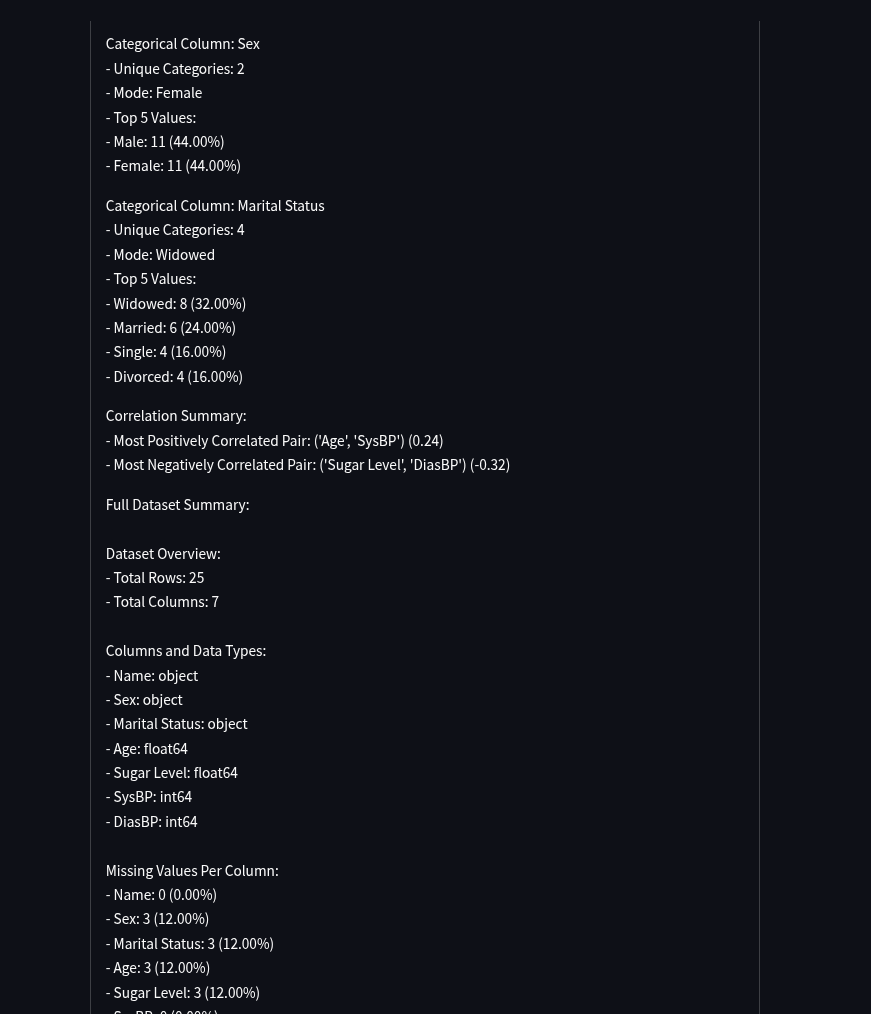 Categorical Column: Sex
- Unique Categories: 2
- Mode: Female
- Top 5 Values:
- Male: 11 (44.00%)
- Female: 11 (44.00%)
Categorical Column: Marital Status
- Unique Categories: 4
- Mode: Widowed
- Top 5 Values:
- Widowed: 8 (32.00%)
- Married: 6 (24.00%)
- Single: 4 (16.00%)
- Divorced: 4 (16.00%)
Correlation Summary:
- Most Positively Correlated Pair: ('Age', 'SysBP') (0.24)
- Most Negatively Correlated Pair: ('Sugar Level', 'DiasBP') (-0.32)
Full Dataset Summary:
Dataset Overview:
- Total Rows: 25
- Total Columns: 7
Columns and Data Types:
- Name: object
- Sex: object
- Marital Status: object
- Age: float64
- Sugar Level: float64
- SysBP: int64
- DiasBP: int64
Missing Values Per Column:
- Name: 0 (0.00%)
- Sex: 3 (12.00%)
- Marital Status: 3 (12.00%)
- Age: 3 (12.00%)
- Sugar Level: 3 (12.00%)
- SysBP: 0 (0.00%)